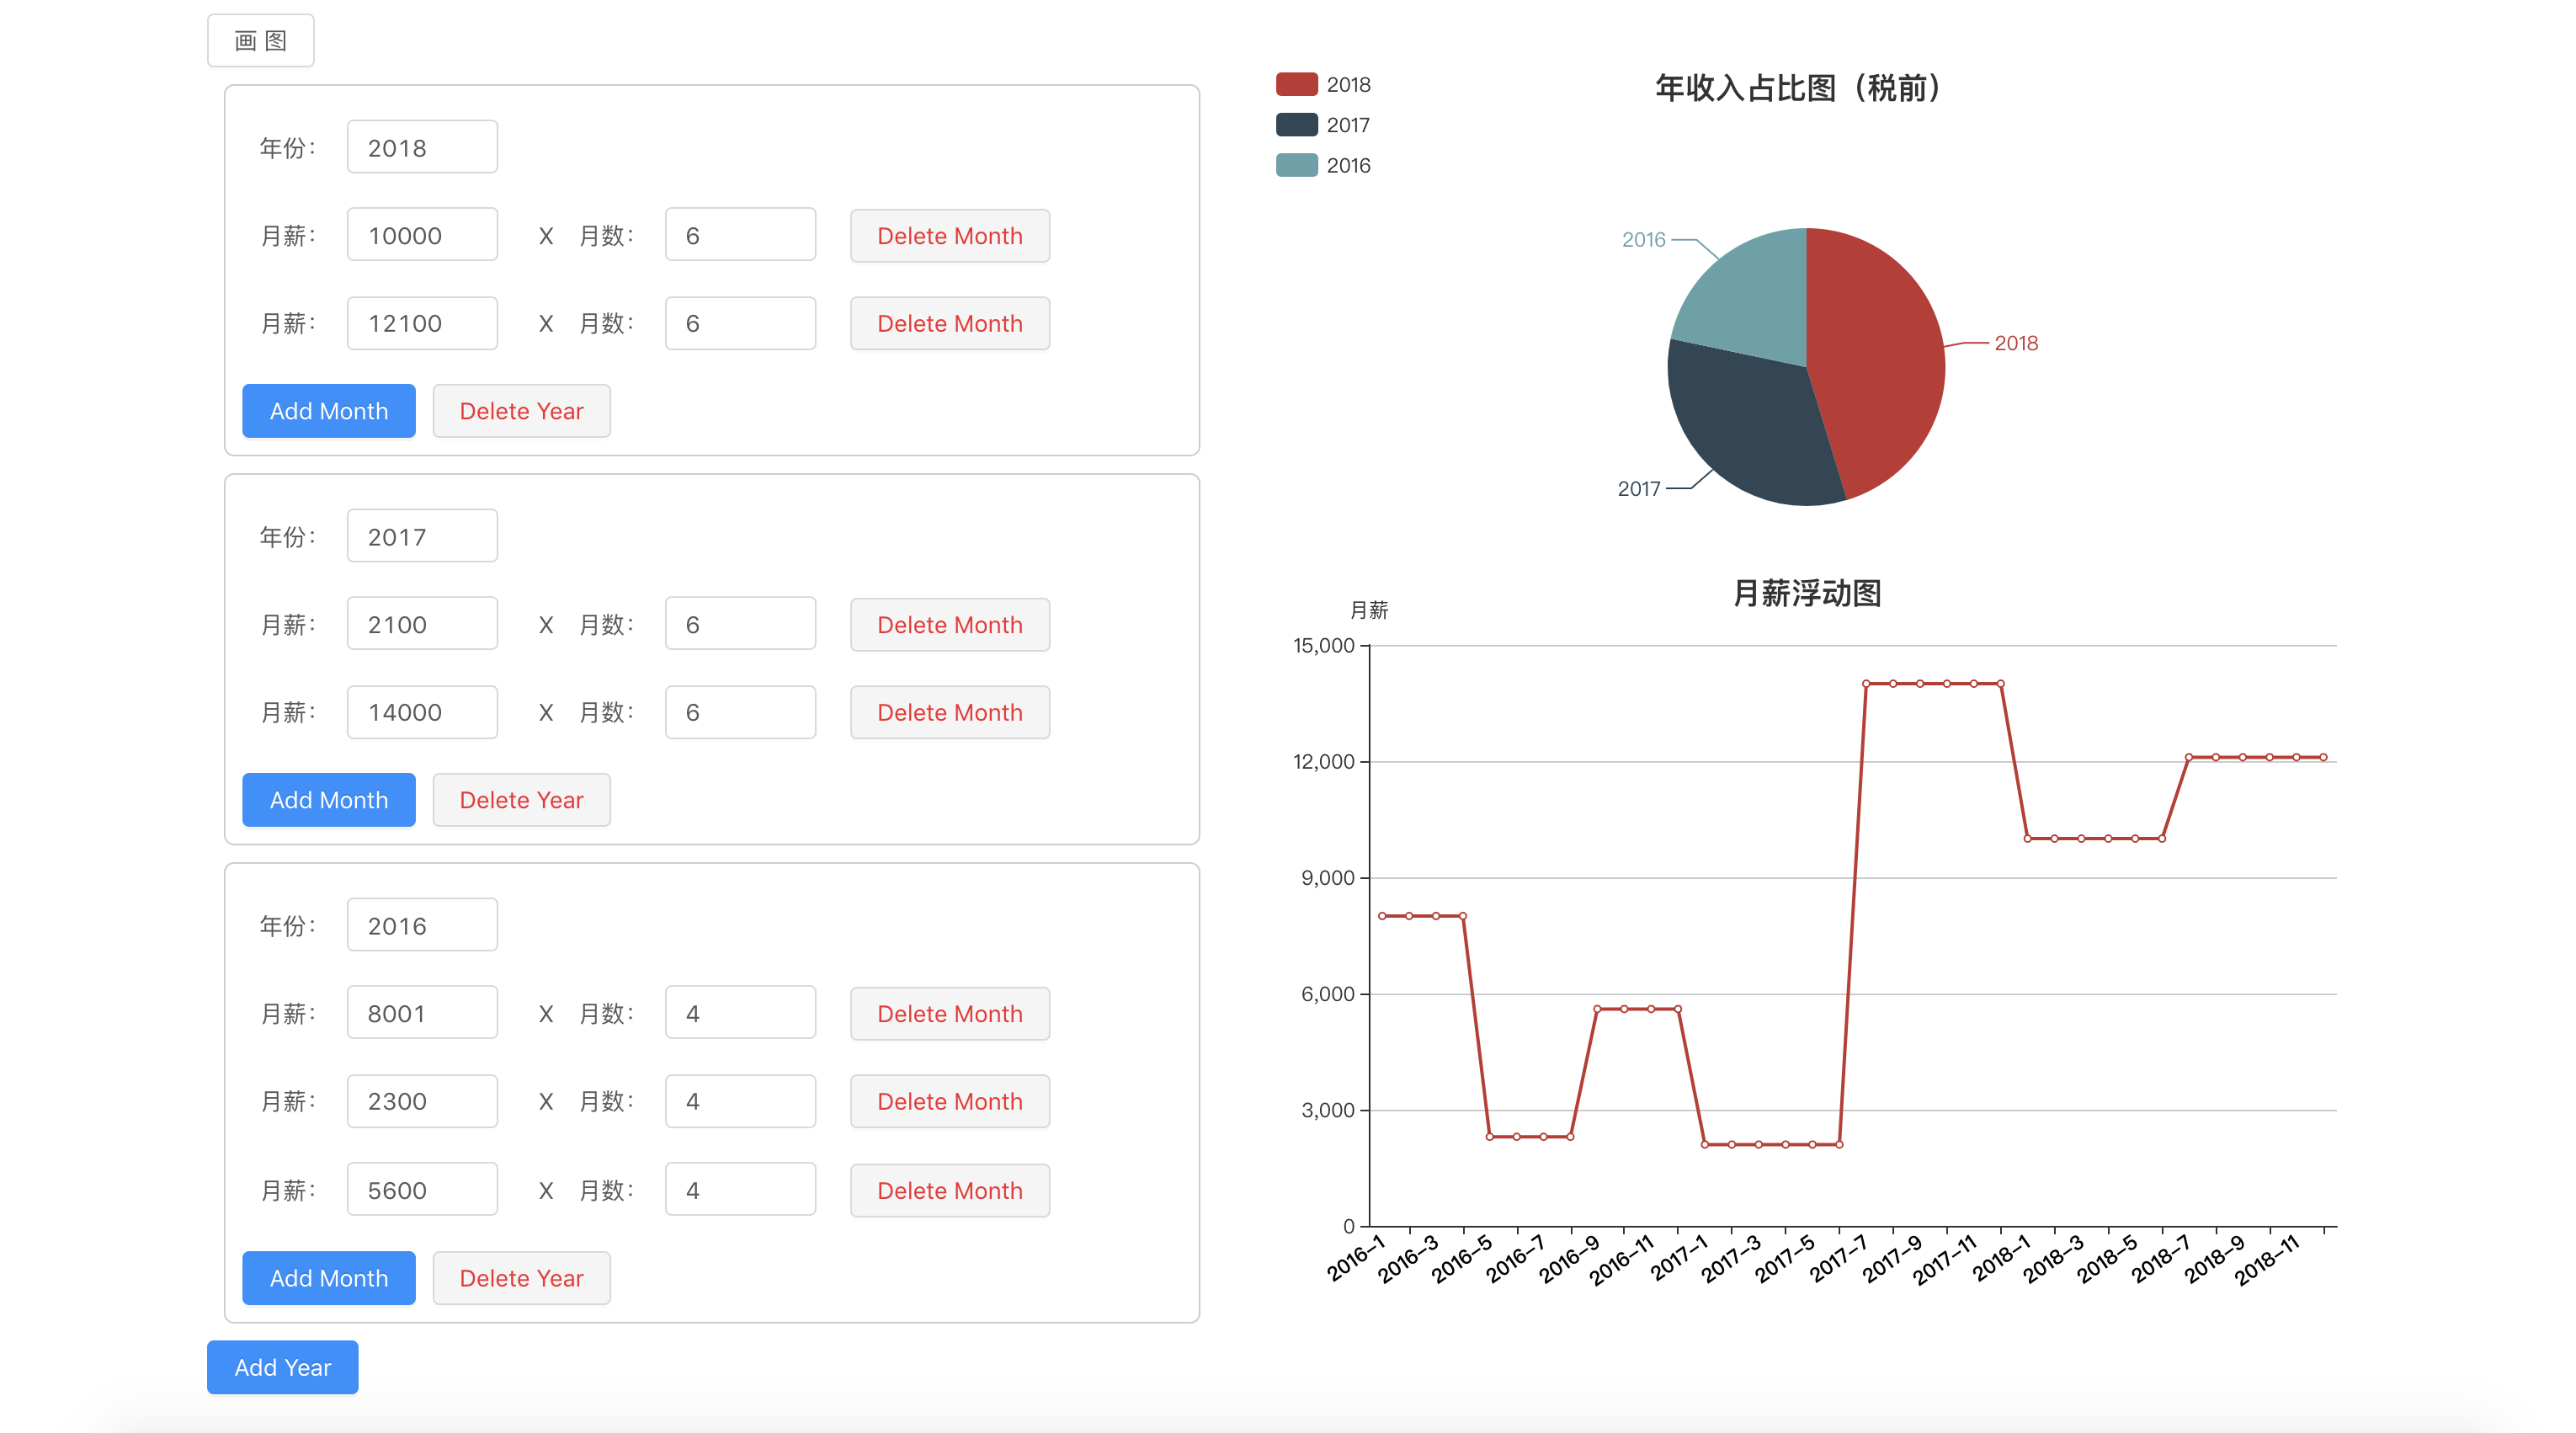 画 图
年份：2018
月薪：10000 X 月数：6 Delete Month
月薪：12100 X 月数：6 Delete Month
Add Month Delete Year
年份：2017
月薪：2100 X 月数：6 Delete Month
月薪：14000 X 月数：6 Delete Month
Add Month Delete Year
年份：2016
月薪：8001 X 月数：4 Delete Month
月薪：2300 X 月数：4 Delete Month
月薪：5600 X 月数：4 Delete Month
Add Month Delete Year
Add Year
2018
2017
2016
年收入占比图（税前）
2016
2018
2017
月薪浮动图
月薪
15,000
12,000
9,000
6,000
3,000
0
2016-1 2016-3 2016-5 2016-7 2016-9 2016-11 2017-1 2017-3 2017-5 2017-7 2017-9 2017-11 2018-1 2018-3 2018-5 2018-7 2018-9 2018-11